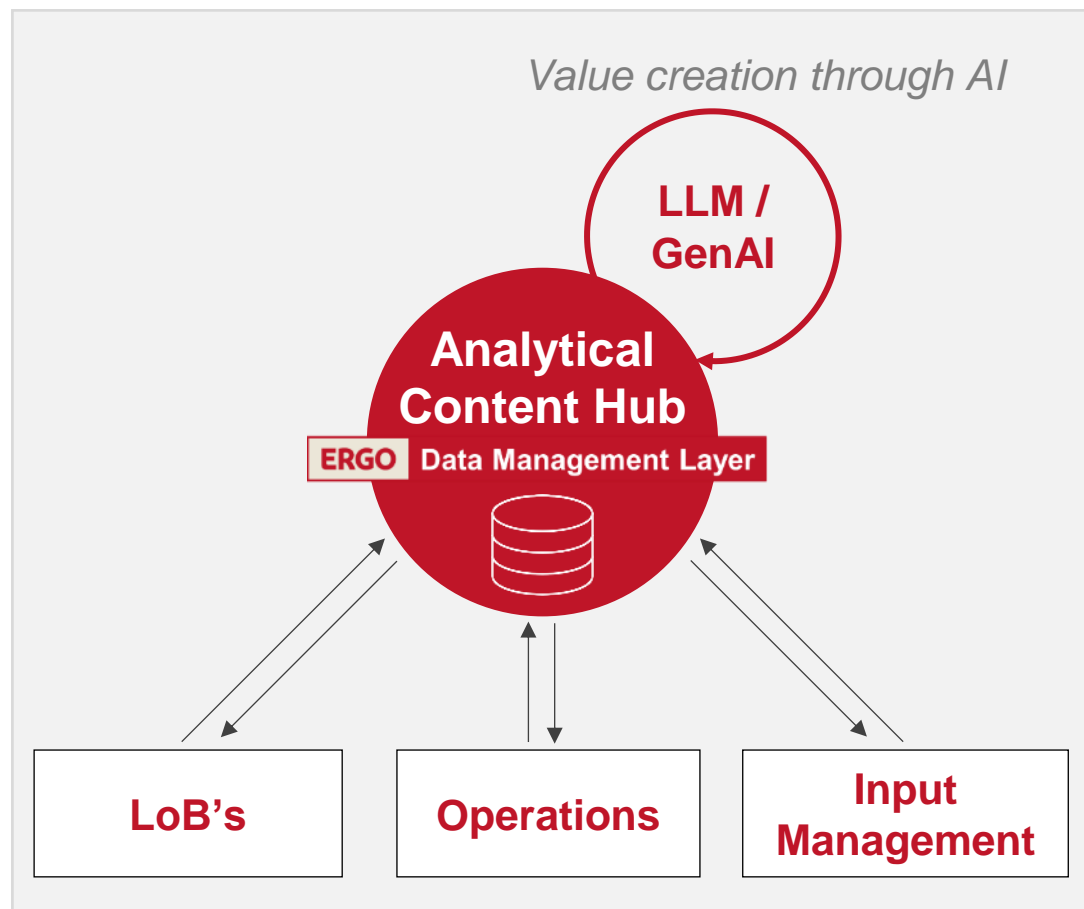 Value creation through AI
LLM /
GenAI
Analytical
Content Hub
ERGO Data Management Layer
LoB's
Operations
Input
Management